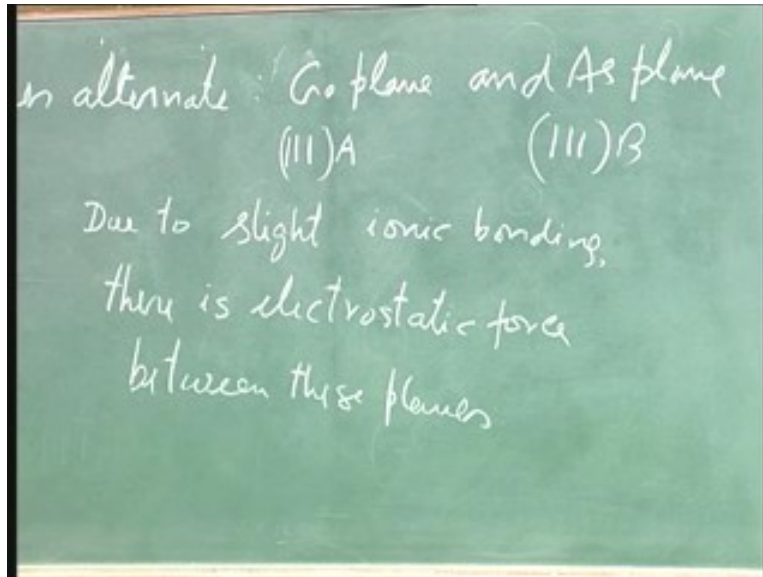 in alternate : Ga plane and As plane
(111)A (111)B
Due to slight ionic bonding,
there is electrostatic force
between these planes